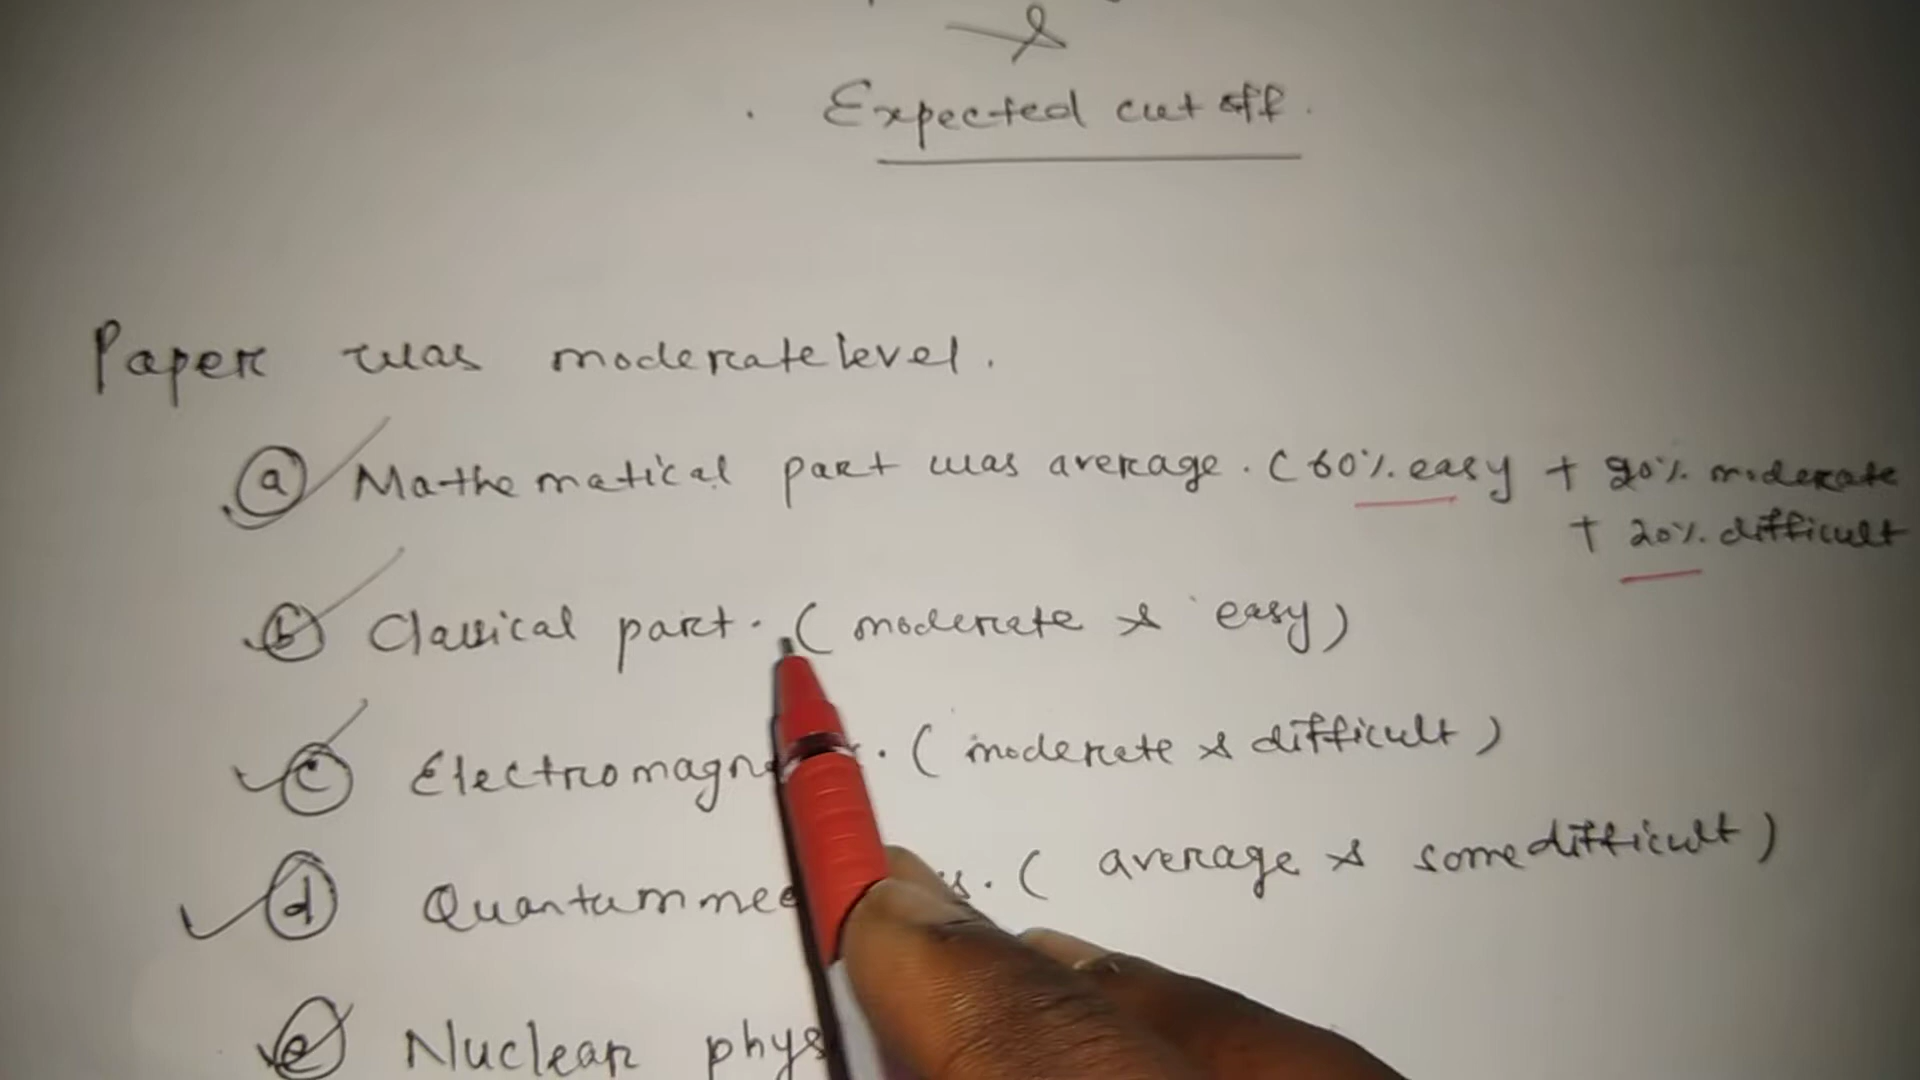 &
Expected cut off.
Paper was moderate level.
(a) Mathematical part was average. (60% easy + 20% moderate
+ 20% difficult
(b) Classical part. (moderate & easy)
(c) Electromagn . (moderate & difficult)
(d) Quantum me s. (average & some difficult)
(e) Nuclear phys